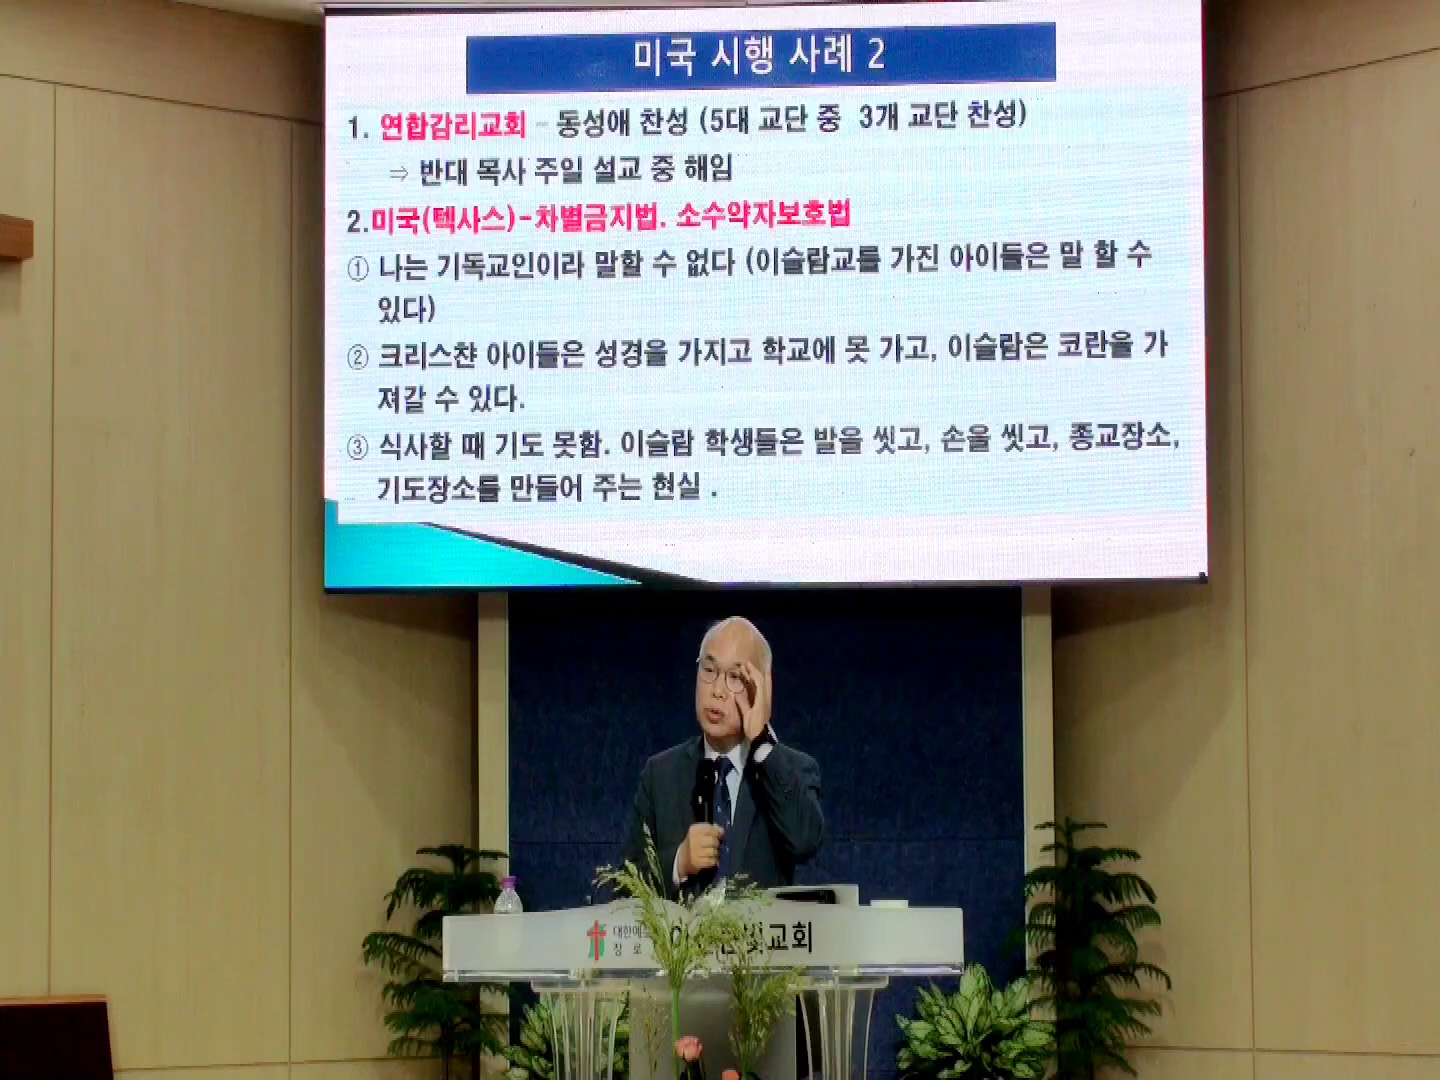 미국 시행 사례 2
1. 연합감리교회 - 동성애 찬성 (5대 교단 중 3개 교단 찬성)
⇒ 반대 목사 주일 설교 중 해임
2.미국(텍사스)-차별금지법. 소수약자보호법
① 나는 기독교인이라 말할 수 없다 (이슬람교를 가진 아이들은 말 할 수
있다)
② 크리스챤 아이들은 성경을 가지고 학교에 못 가고, 이슬람은 코란을 가
져갈 수 있다.
③ 식사할 때 기도 못함. 이슬람 학생들은 발을 씻고, 손을 씻고, 종교장소,
기도장소를 만들어 주는 현실 .
대한예
장 로
교회